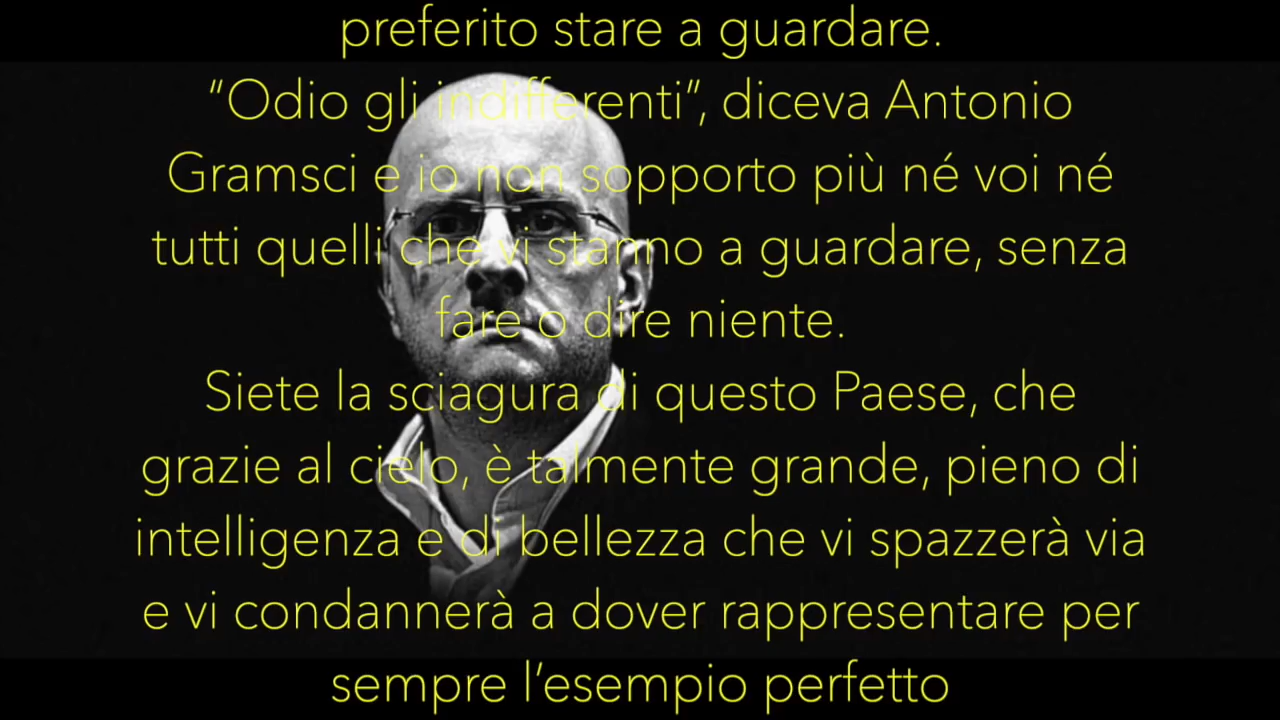 preferito stare a guardare.
“Odio gli indifferenti”, diceva Antonio
Gramsci e io non sopporto più né voi né
tutti quelli che vi stanno a guardare, senza
fare o dire niente.
Siete la sciagura di questo Paese, che
grazie al cielo, è talmente grande, pieno di
intelligenza e di bellezza che vi spazzerà via
e vi condannerà a dover rappresentare per
sempre l’esempio perfetto